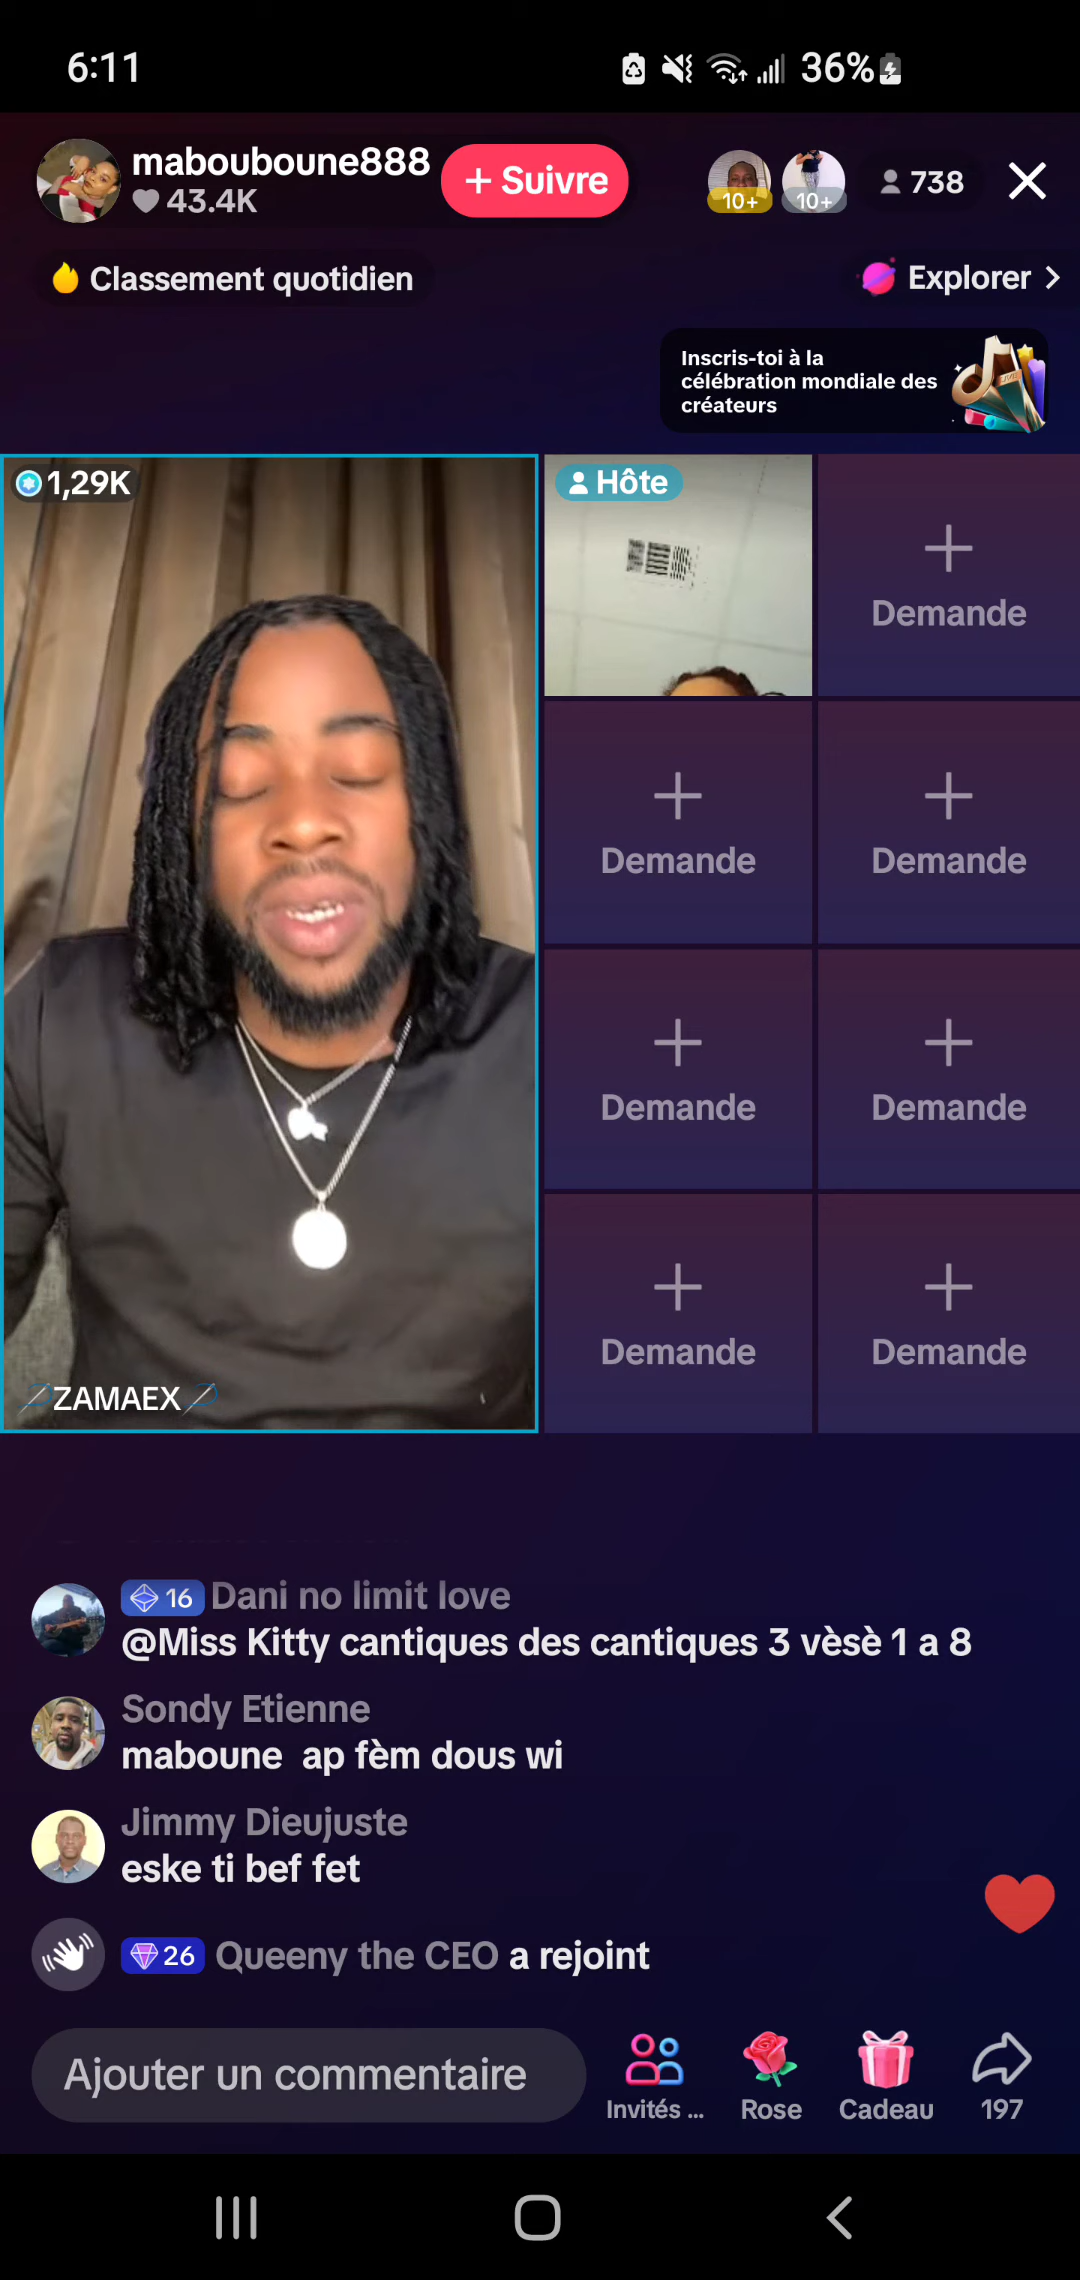 6:11
36%
mabouboune888
43.4K
+ Suivre
10+
10+
738
Classement quotidien
Explorer
Inscris-toi à la
célébration mondiale des
créateurs
1,29K
Hôte
Demande
Demande
Demande
Demande
Demande
Demande
Demande
ZAMAEX
16 Dani no limit love
@Miss Kitty cantiques des cantiques 3 vèsè 1 a 8
Sondy Etienne
maboune ap fèm dous wi
Jimmy Dieujuste
eske ti bef fet
26 Queeny the CEO a rejoint
Ajouter un commentaire
Invités ...
Rose
Cadeau
197